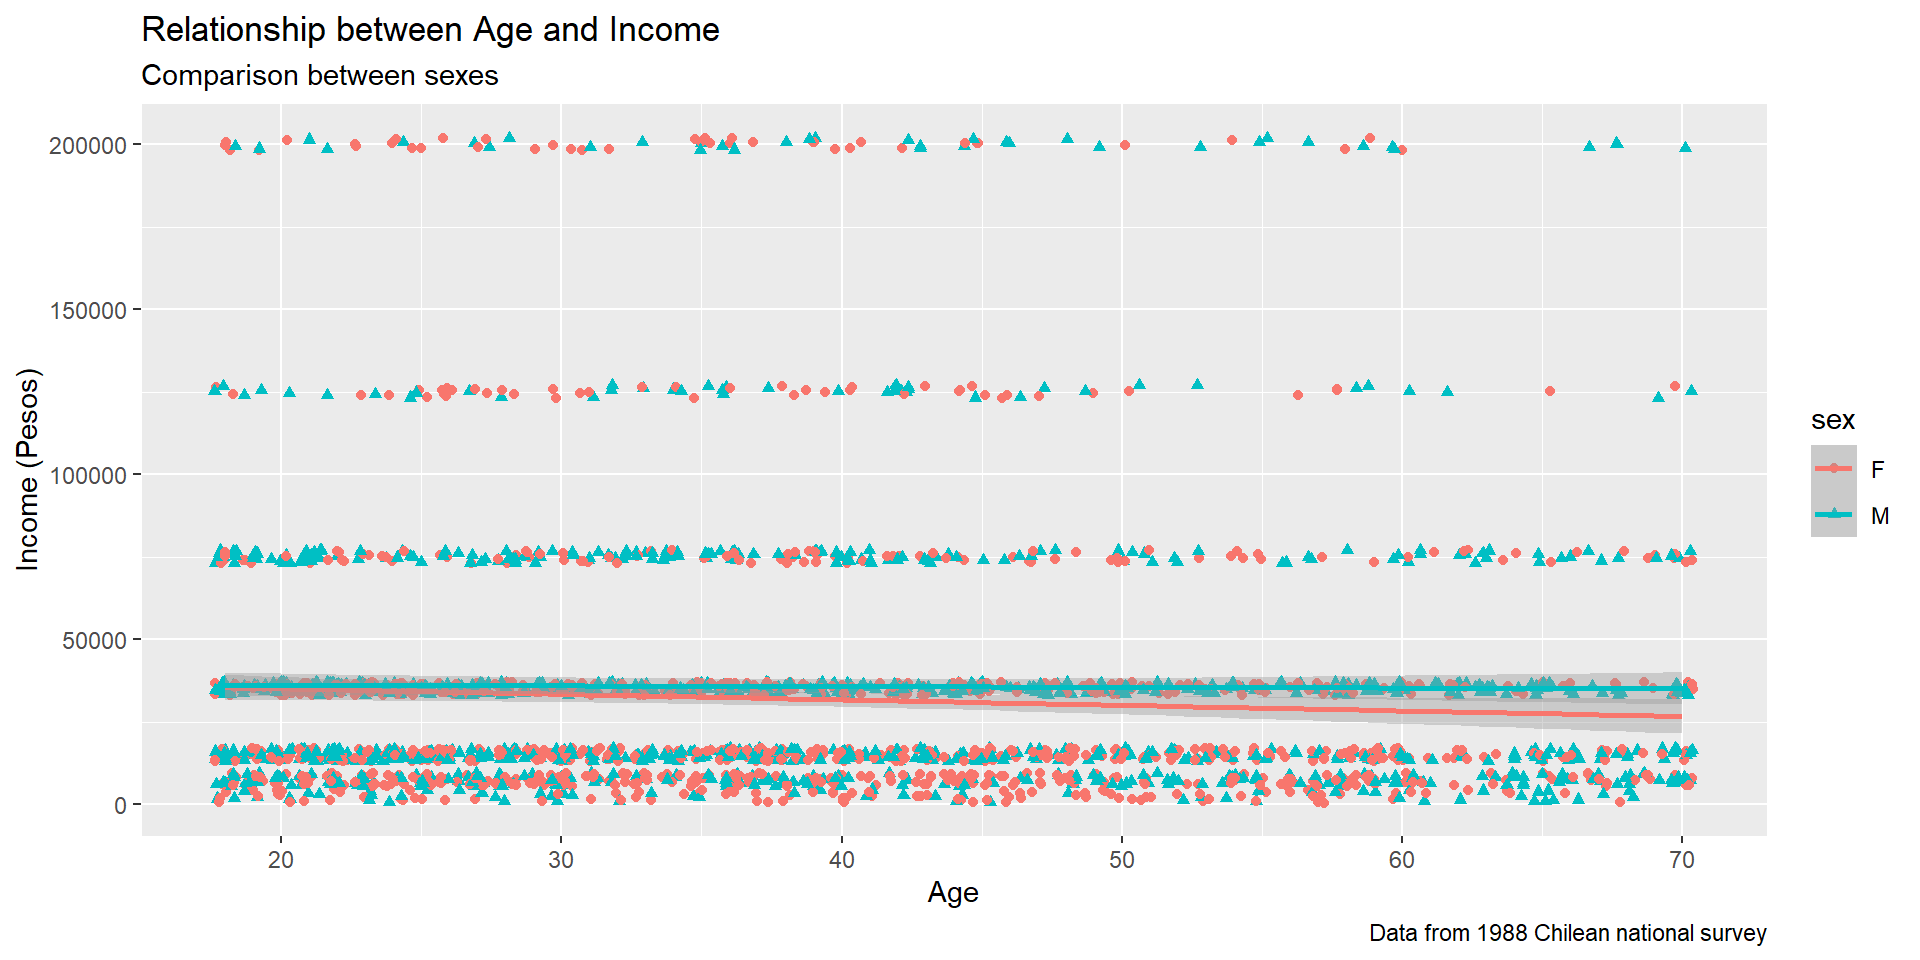 Relationship between Age and Income
Comparison between sexes
200000
150000
100000
50000
0
Income (Pesos)
20 30 40 50 60 70
Age
sex
F
M
Data from 1988 Chilean national survey